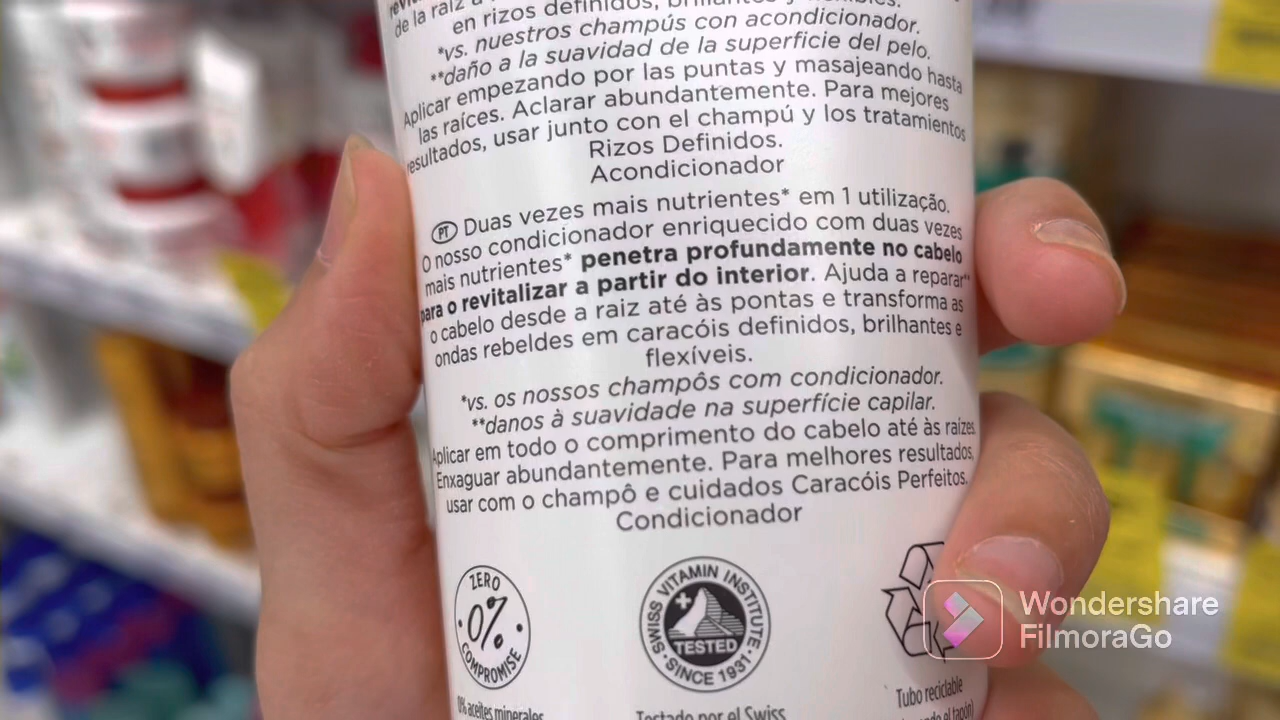 de la raíz a
en rizos definidos, brillantes y flexibles.
*vs. nuestros champús con acondicionador.
**daño a la suavidad de la superficie del pelo.
Aplicar empezando por las puntas y masajeando hasta
las raíces. Aclarar abundantemente. Para mejores
resultados, usar junto con el champú y los tratamientos
Rizos Definidos.
Acondicionador
PT Duas vezes mais nutrientes* em 1 utilização.
O nosso condicionador enriquecido com duas vezes
mais nutrientes* penetra profundamente no cabelo
para o revitalizar a partir do interior. Ajuda a reparar**
o cabelo desde a raiz até às pontas e transforma as
ondas rebeldes em caracóis definidos, brilhantes e
flexíveis.
*vs. os nossos champôs com condicionador.
**danos à suavidade na superfície capilar.
Aplicar em todo o comprimento do cabelo até às raízes.
Enxaguar abundantemente. Para melhores resultados,
usar com o champô e cuidados Caracóis Perfeitos.
Condicionador
ZERO
0%
COMPROMISE
SWISS VITAMIN INSTITUTE
TESTED
SINCE 1931
0% aceites minerales
Testado por el Swiss
Tubo reciclable
Wondershare
FilmoraGo